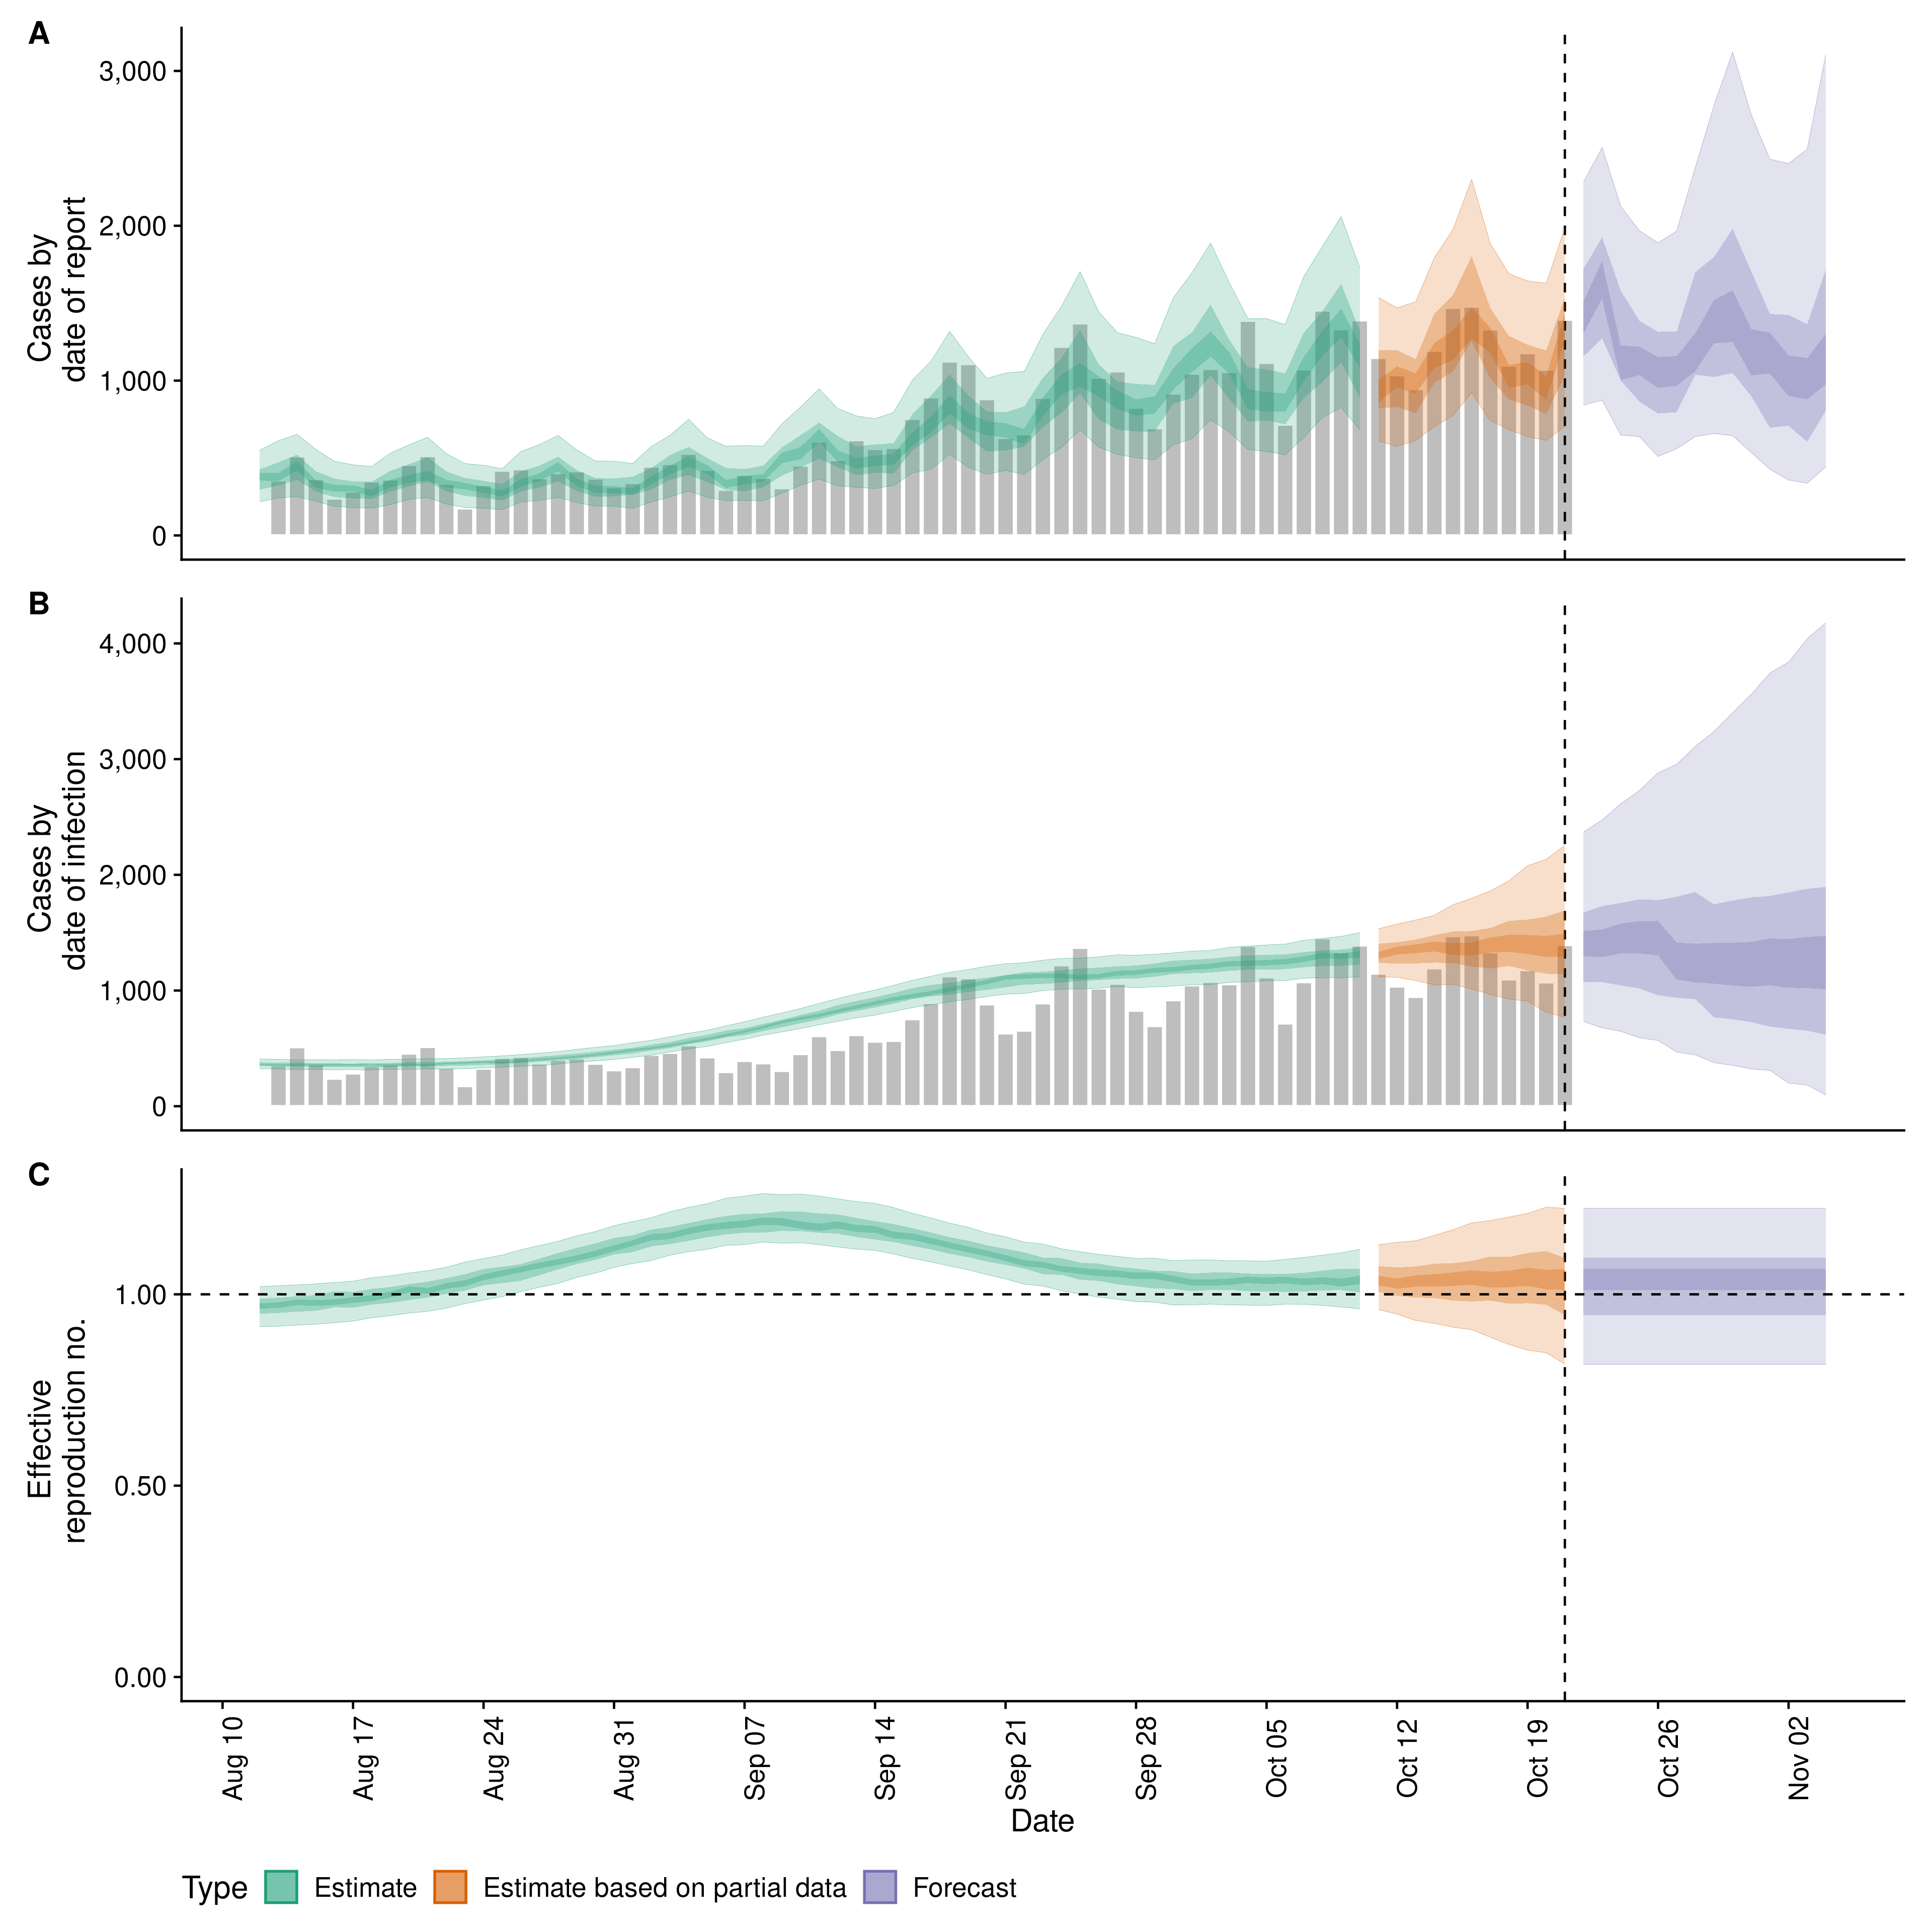 A
Cases by
date of report
3,000
2,000
1,000
0
B
Cases by
date of infection
4,000
3,000
2,000
1,000
0
C
Effective
reproduction no.
1.00
0.50
0.00
Aug 10
Aug 17
Aug 24
Aug 31
Sep 07
Sep 14
Sep 21
Sep 28
Oct 05
Oct 12
Oct 19
Oct 26
Nov 02
Date
Type
Estimate
Estimate based on partial data
Forecast